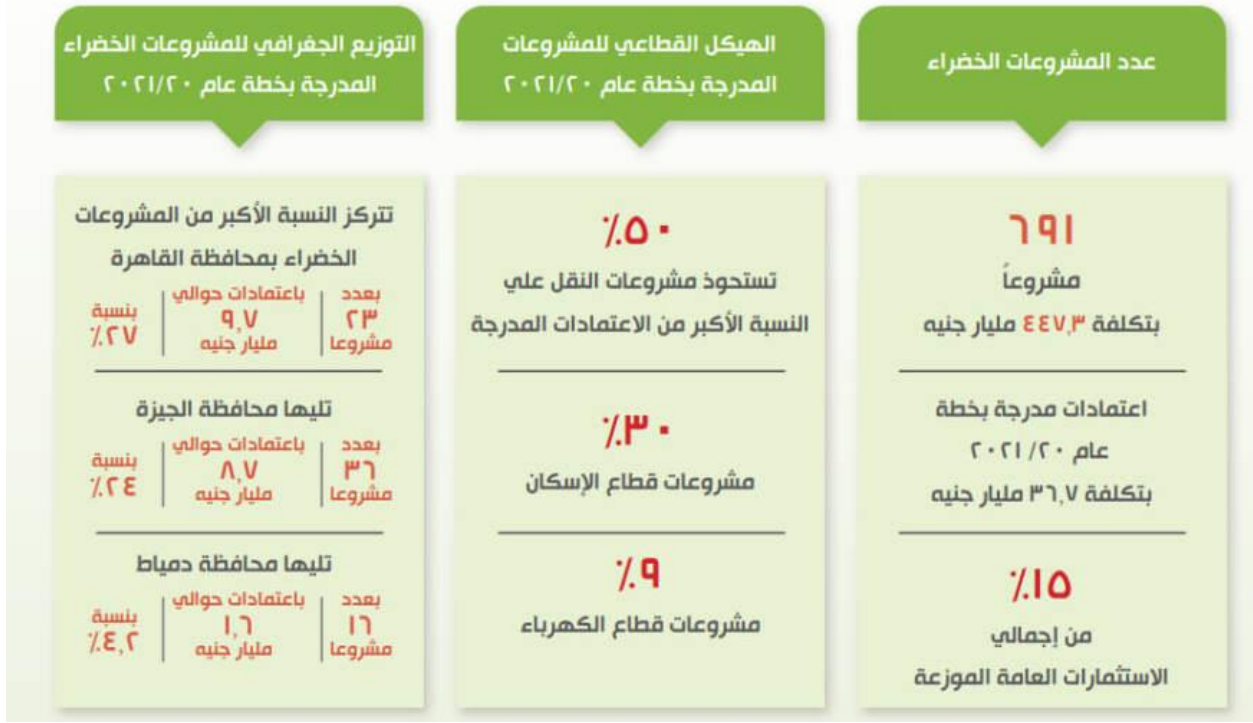 عدد المشروعات الخضراء
٦٩١
مشروعاً
بتكلفة ٤٤٧,٣ مليار جنيه
اعتمادات مدرجة بخطة
عام ٢٠٢١/٢٠
بتكلفة ٣٦,٧ مليار جنيه
٪١٥
من إجمالي
الاستثمارات العامة الموزعة
الهيكل القطاعي للمشروعات
المدرجة بخطة عام ٢٠٢١/٢٠
٪٥٠
تستحوذ مشروعات النقل علي
النسبة الأكبر من الاعتمادات المدرجة
٪٣٠
مشروعات قطاع الإسكان
٪٩
مشروعات قطاع الكهرباء
التوزيع الجغرافي للمشروعات الخضراء
المدرجة بخطة عام ٢٠٢١/٢٠
تتركز النسبة الأكبر من المشروعات
الخضراء بمحافظة القاهرة
بعدد
٢٣
مشروعا
باعتمادات حوالي
٩,٧
مليار جنيه
بنسبة
٪٢٧
تليها محافظة الجيزة
بعدد
٣٦
مشروعا
باعتمادات حوالي
٨,٧
مليار جنيه
بنسبة
٪٢٤
تليها محافظة دمياط
بعدد
١٦
مشروعا
باعتمادات حوالي
١,٦
مليار جنيه
بنسبة
٪٤,٢